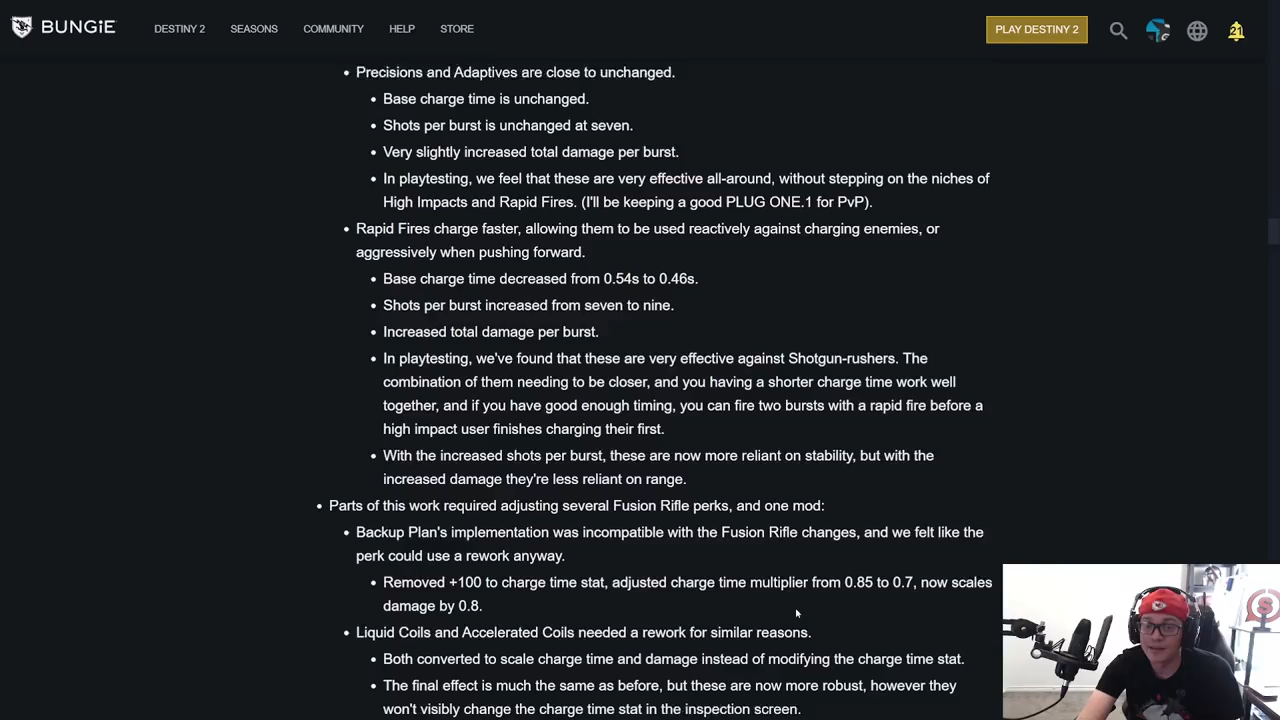 BUNGiE DESTINY 2 SEASONS COMMUNITY HELP STORE PLAY DESTINY 2 21
• Precisions and Adaptives are close to unchanged.
• Base charge time is unchanged.
• Shots per burst is unchanged at seven.
• Very slightly increased total damage per burst.
• In playtesting, we feel that these are very effective all-around, without stepping on the niches of
High Impacts and Rapid Fires. (I'll be keeping a good PLUG ONE.1 for PvP).
• Rapid Fires charge faster, allowing them to be used reactively against charging enemies, or
aggressively when pushing forward.
• Base charge time decreased from 0.54s to 0.46s.
• Shots per burst increased from seven to nine.
• Increased total damage per burst.
• In playtesting, we've found that these are very effective against Shotgun-rushers. The
combination of them needing to be closer, and you having a shorter charge time work well
together, and if you have good enough timing, you can fire two bursts with a rapid fire before a
high impact user finishes charging their first.
• With the increased shots per burst, these are now more reliant on stability, but with the
increased damage they're less reliant on range.
• Parts of this work required adjusting several Fusion Rifle perks, and one mod:
• Backup Plan's implementation was incompatible with the Fusion Rifle changes, and we felt like the
perk could use a rework anyway.
• Removed +100 to charge time stat, adjusted charge time multiplier from 0.85 to 0.7, now scales
damage by 0.8.
• Liquid Coils and Accelerated Coils needed a rework for similar reasons.
• Both converted to scale charge time and damage instead of modifying the charge time stat.
• The final effect is much the same as before, but these are now more robust, however they
won't visibly change the charge time stat in the inspection screen.